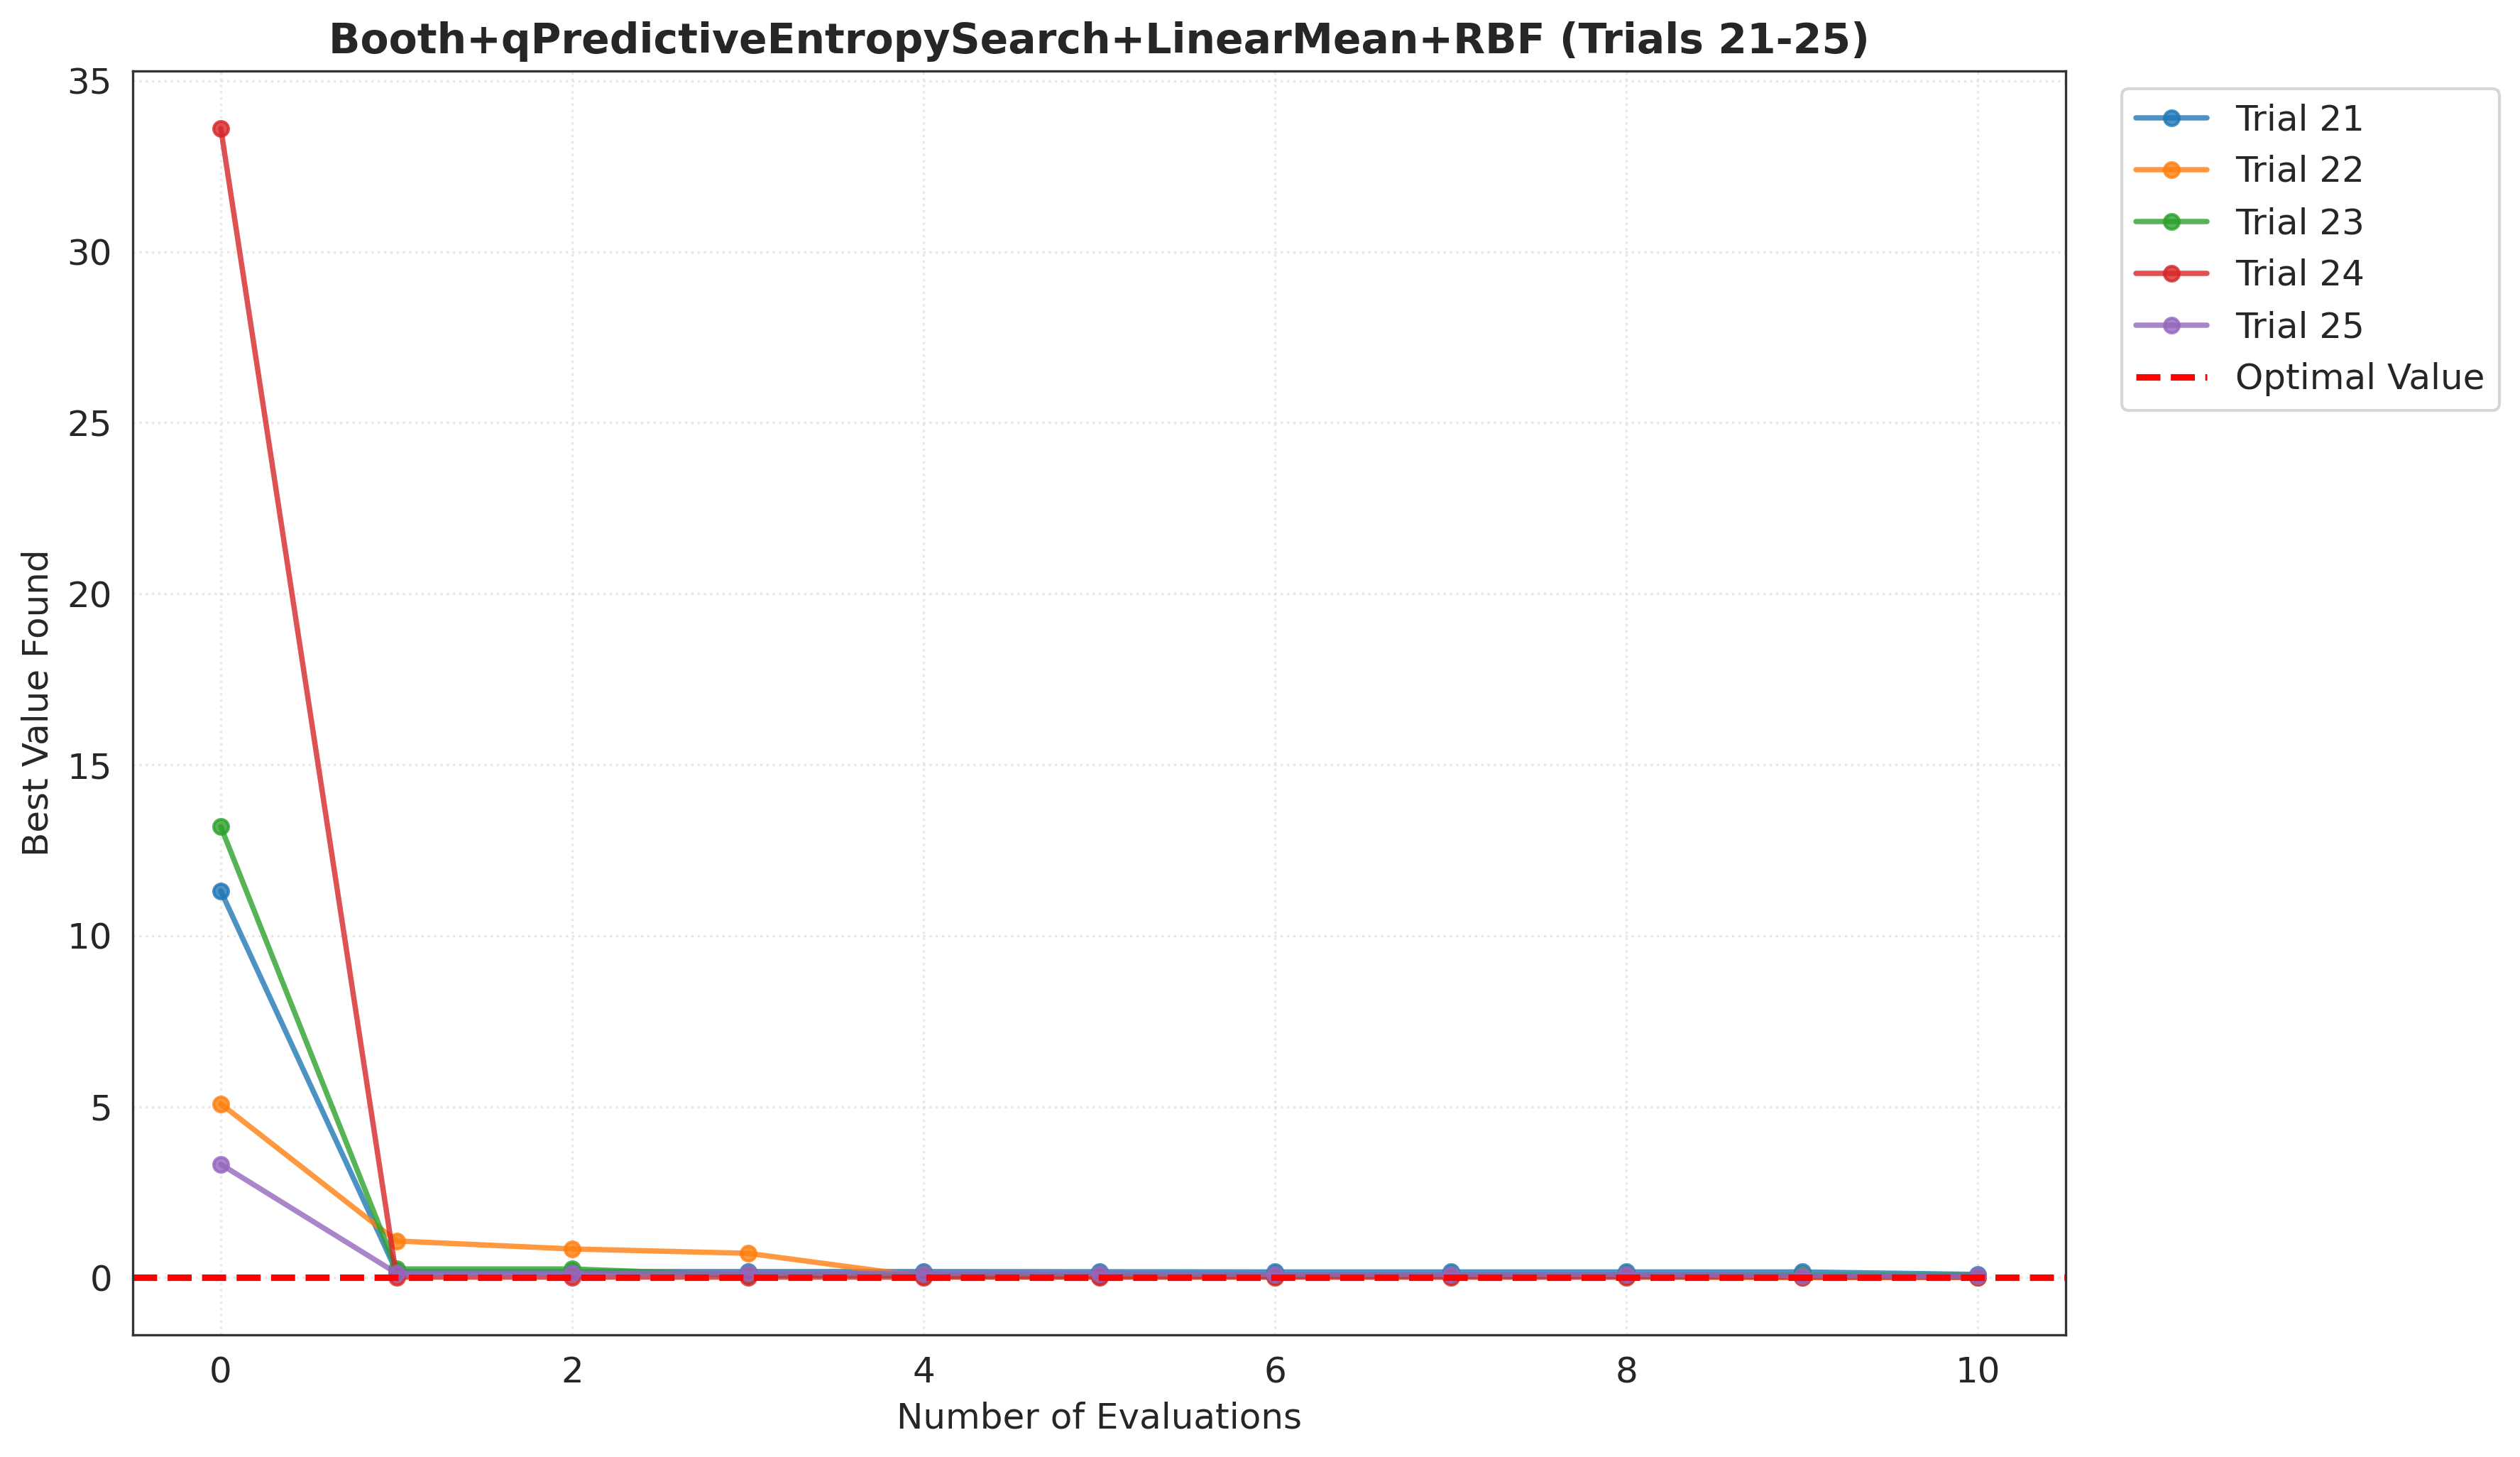 Booth+qPredictiveEntropySearch+LinearMean+RBF (Trials 21-25)
35
30
25
20
15
10
5
0
Best Value Found
0 2 4 6 8 10
Number of Evaluations
Trial 21
Trial 22
Trial 23
Trial 24
Trial 25
Optimal Value